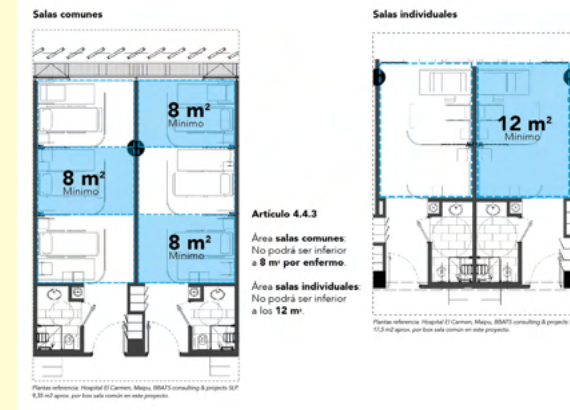 Salas comunes
8 m²
Mínimo
8 m²
Mínimo
8 m²
Mínimo
Plantas referencia: Hospital El Carmen, Maipu, BBATS consulting & projects SLP
9,35 m2 aprox. por box sala común en este proyecto.
Artículo 4.4.3
Área salas comunes:
No podrá ser inferior
a 8 m² por enfermo.
Área salas individuales:
No podrá ser inferior
a los 12 m².
Salas individuales
12 m²
Mínimo
Plantas referencia: Hospital El Carmen, Maipu, BBATS consulting & projects
17,5 m2 aprox. por box sala común en este proyecto.